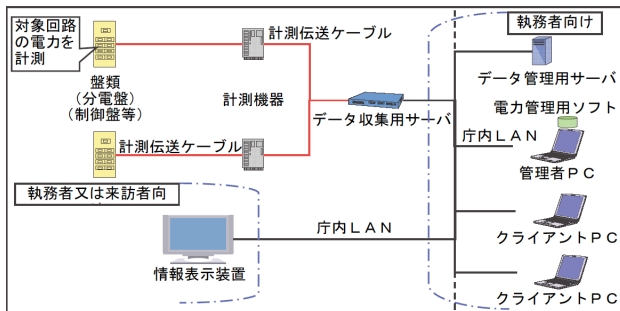 対象回路
の電力を
計測
計測伝送ケーブル
執務者向け
盤類
（分電盤）
（制御盤等）
計測機器
データ収集用サーバ
データ管理用サーバ
電力管理用ソフト
庁内ＬＡＮ
管理者ＰＣ
計測伝送ケーブル
執務者又は来訪者向
庁内ＬＡＮ
情報表示装置
クライアントＰＣ
クライアントＰＣ